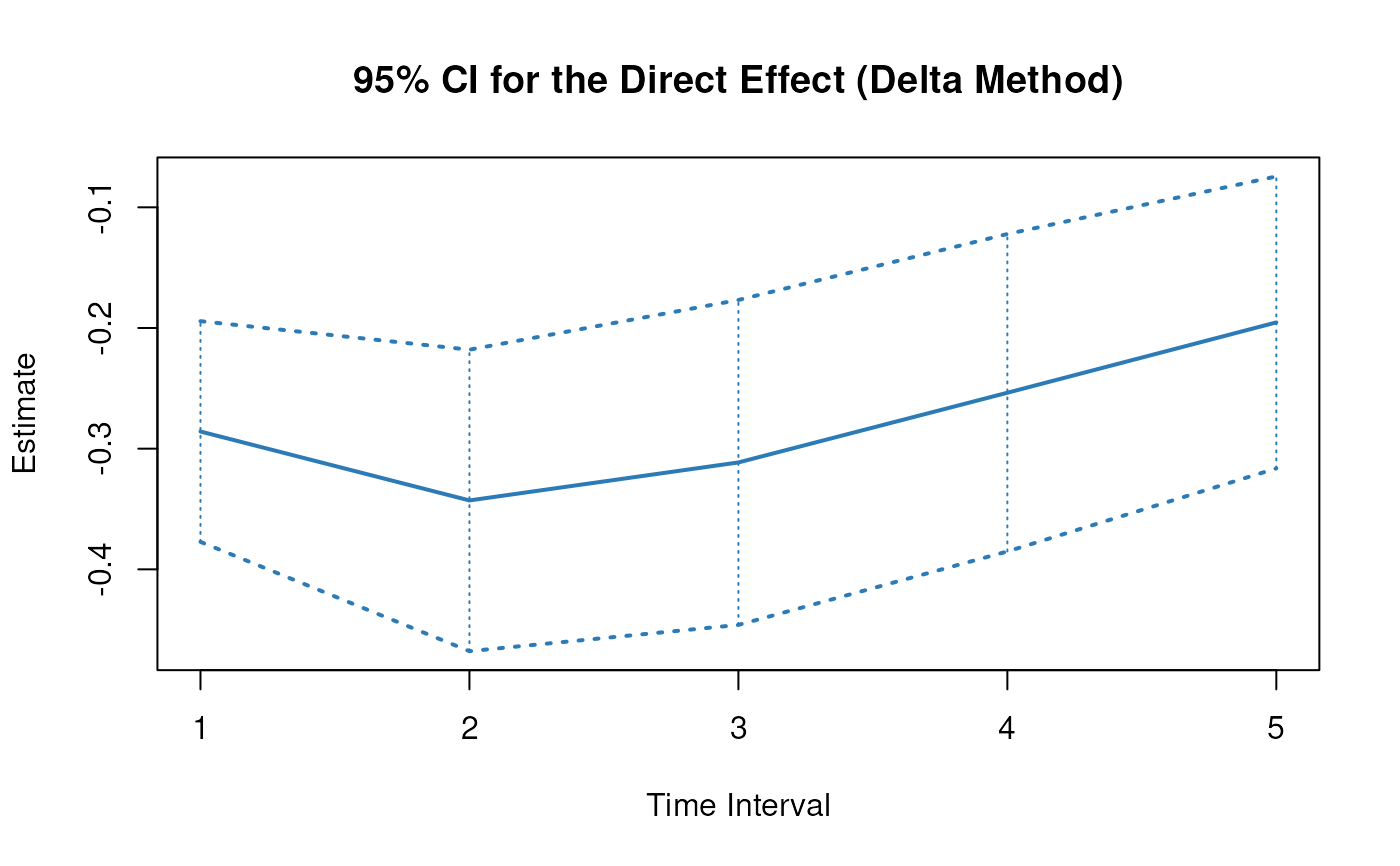 95% CI for the Direct Effect (Delta Method)
Estimate
-0.1
-0.2
-0.3
-0.4
1 2 3 4 5
Time Interval